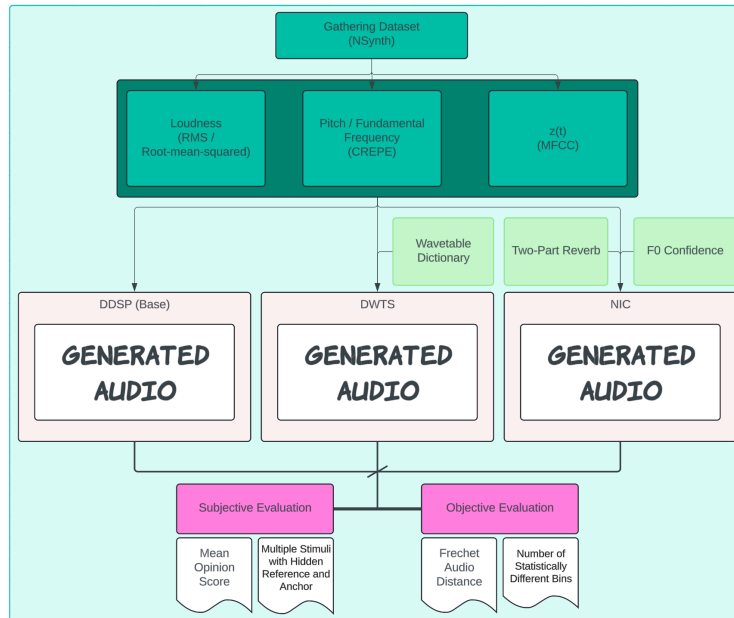 Gathering Dataset
(NSynth)
Loudness
(RMS /
Root-mean-squared)
Pitch / Fundamental
Frequency
(CREPE)
z(t)
(MFCC)
Wavetable
Dictionary
Two-Part Reverb
F0 Confidence
DDSP (Base)
GENERATED
AUDIO
DWTS
GENERATED
AUDIO
NIC
GENERATED
AUDIO
Subjective Evaluation
Objective Evaluation
Mean
Opinion
Score
Multiple Stimuli
with Hidden
Reference and
Anchor
Frechet
Audio
Distance
Number of
Statistically
Different Bins